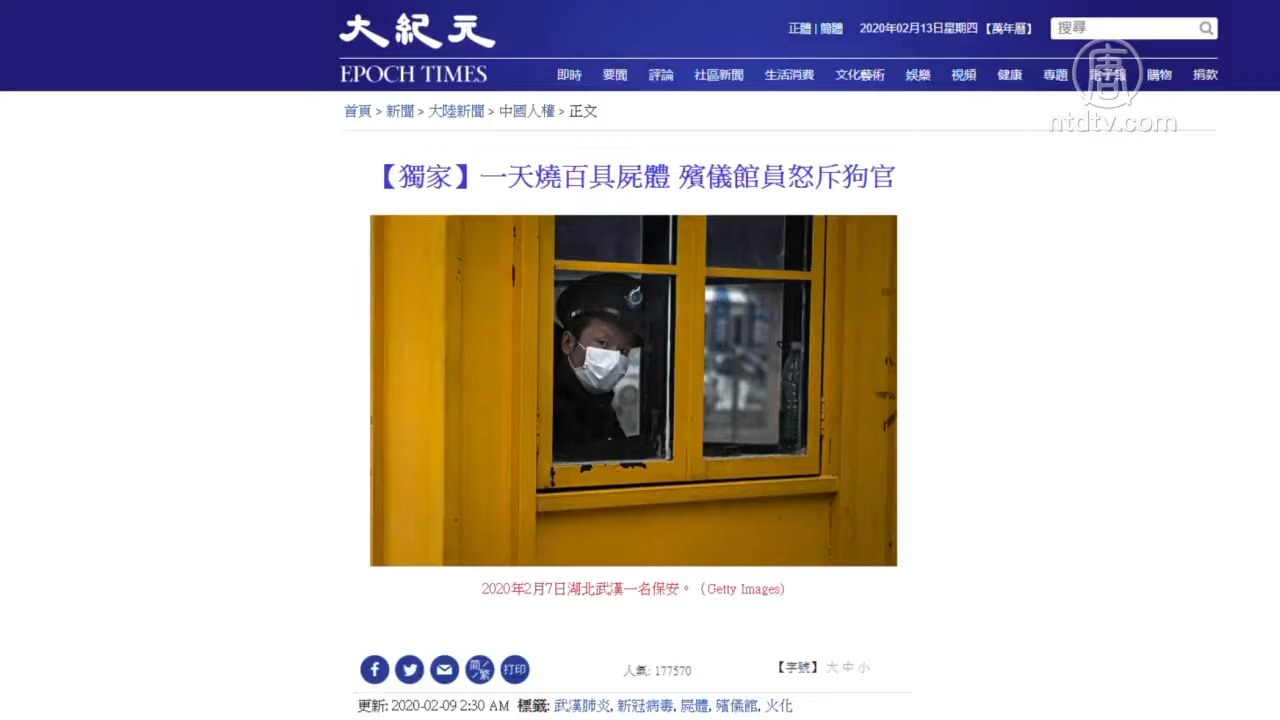 大紀元
正體 | 簡體 2020年02月13日星期四 【萬年曆】 搜尋
EPOCH TIMES 即時 要聞 評論 社區新聞 生活消費 文化藝術 娛樂 視頻 健康 專題 電子報 購物 捐款
ntdtv.com
首頁 > 新聞 > 大陸新聞 > 中國人權 > 正文
【獨家】一天燒百具屍體 殯儀館員怒斥狗官
2020年2月7日湖北武漢一名保安。（Getty Images)
简/繁 打印 人氣: 177570 【字號】 大 中 小
更新: 2020-02-09 2:30 AM 標籤: 武漢肺炎, 新冠病毒, 屍體, 殯儀館, 火化